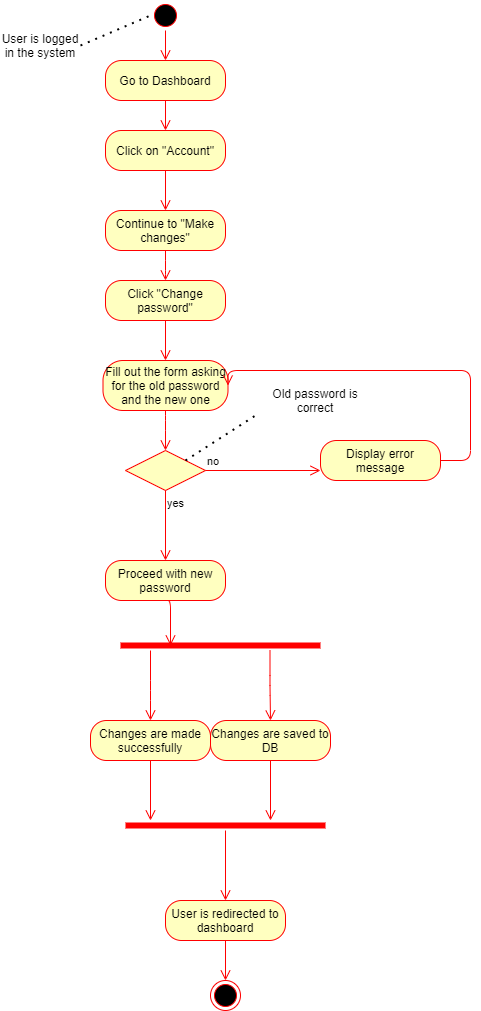 User is logged
in the system
Go to Dashboard
Click on "Account"
Continue to "Make
changes"
Click "Change
password"
Fill out the form asking
for the old password
and the new one
Old password is
correct
no
Display error
message
yes
Proceed with new
password
Changes are made
successfully
Changes are saved to
DB
User is redirected to
dashboard